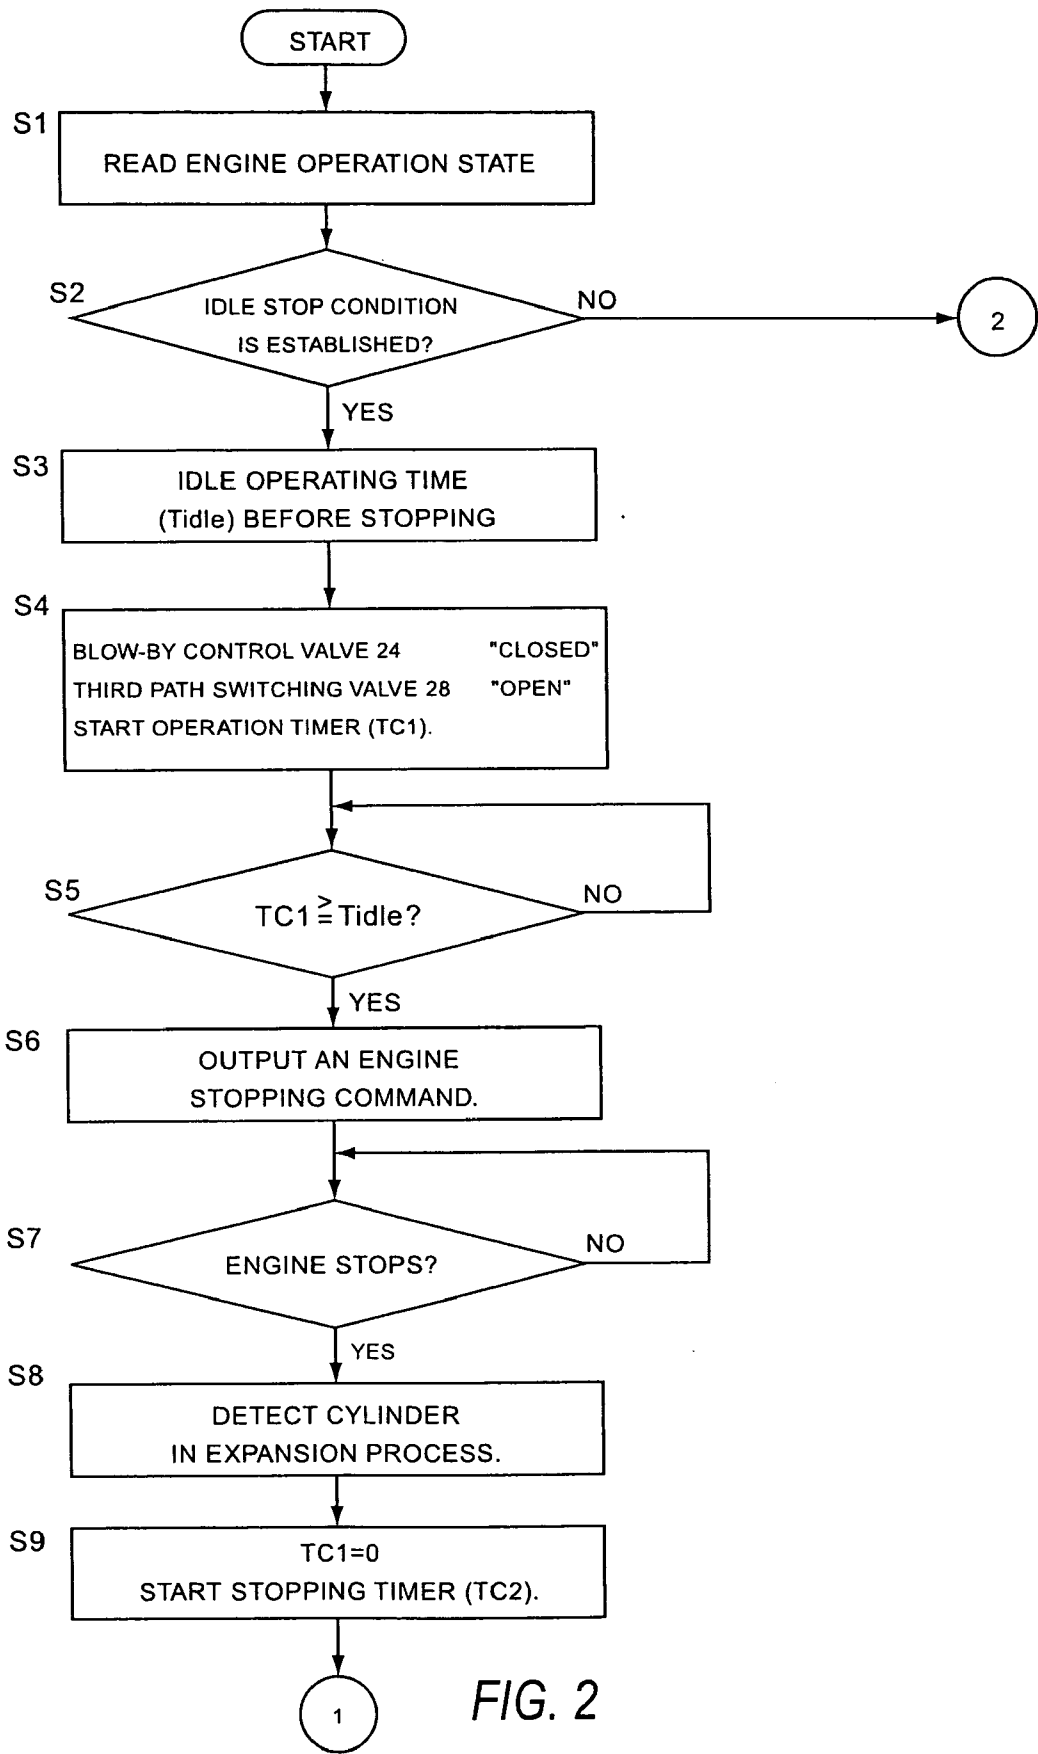 START
S1
READ ENGINE OPERATION STATE
S2
IDLE STOP CONDITION
IS ESTABLISHED?
NO
2
YES
S3
IDLE OPERATING TIME
(Tidle) BEFORE STOPPING
S4
BLOW-BY CONTROL VALVE 24 "CLOSED"
THIRD PATH SWITCHING VALVE 28 "OPEN"
START OPERATION TIMER (TC1).
S5
TC1≧Tidle?
NO
YES
S6
OUTPUT AN ENGINE
STOPPING COMMAND.
S7
ENGINE STOPS?
NO
YES
S8
DETECT CYLINDER
IN EXPANSION PROCESS.
S9
TC1=0
START STOPPING TIMER (TC2).
1
FIG. 2